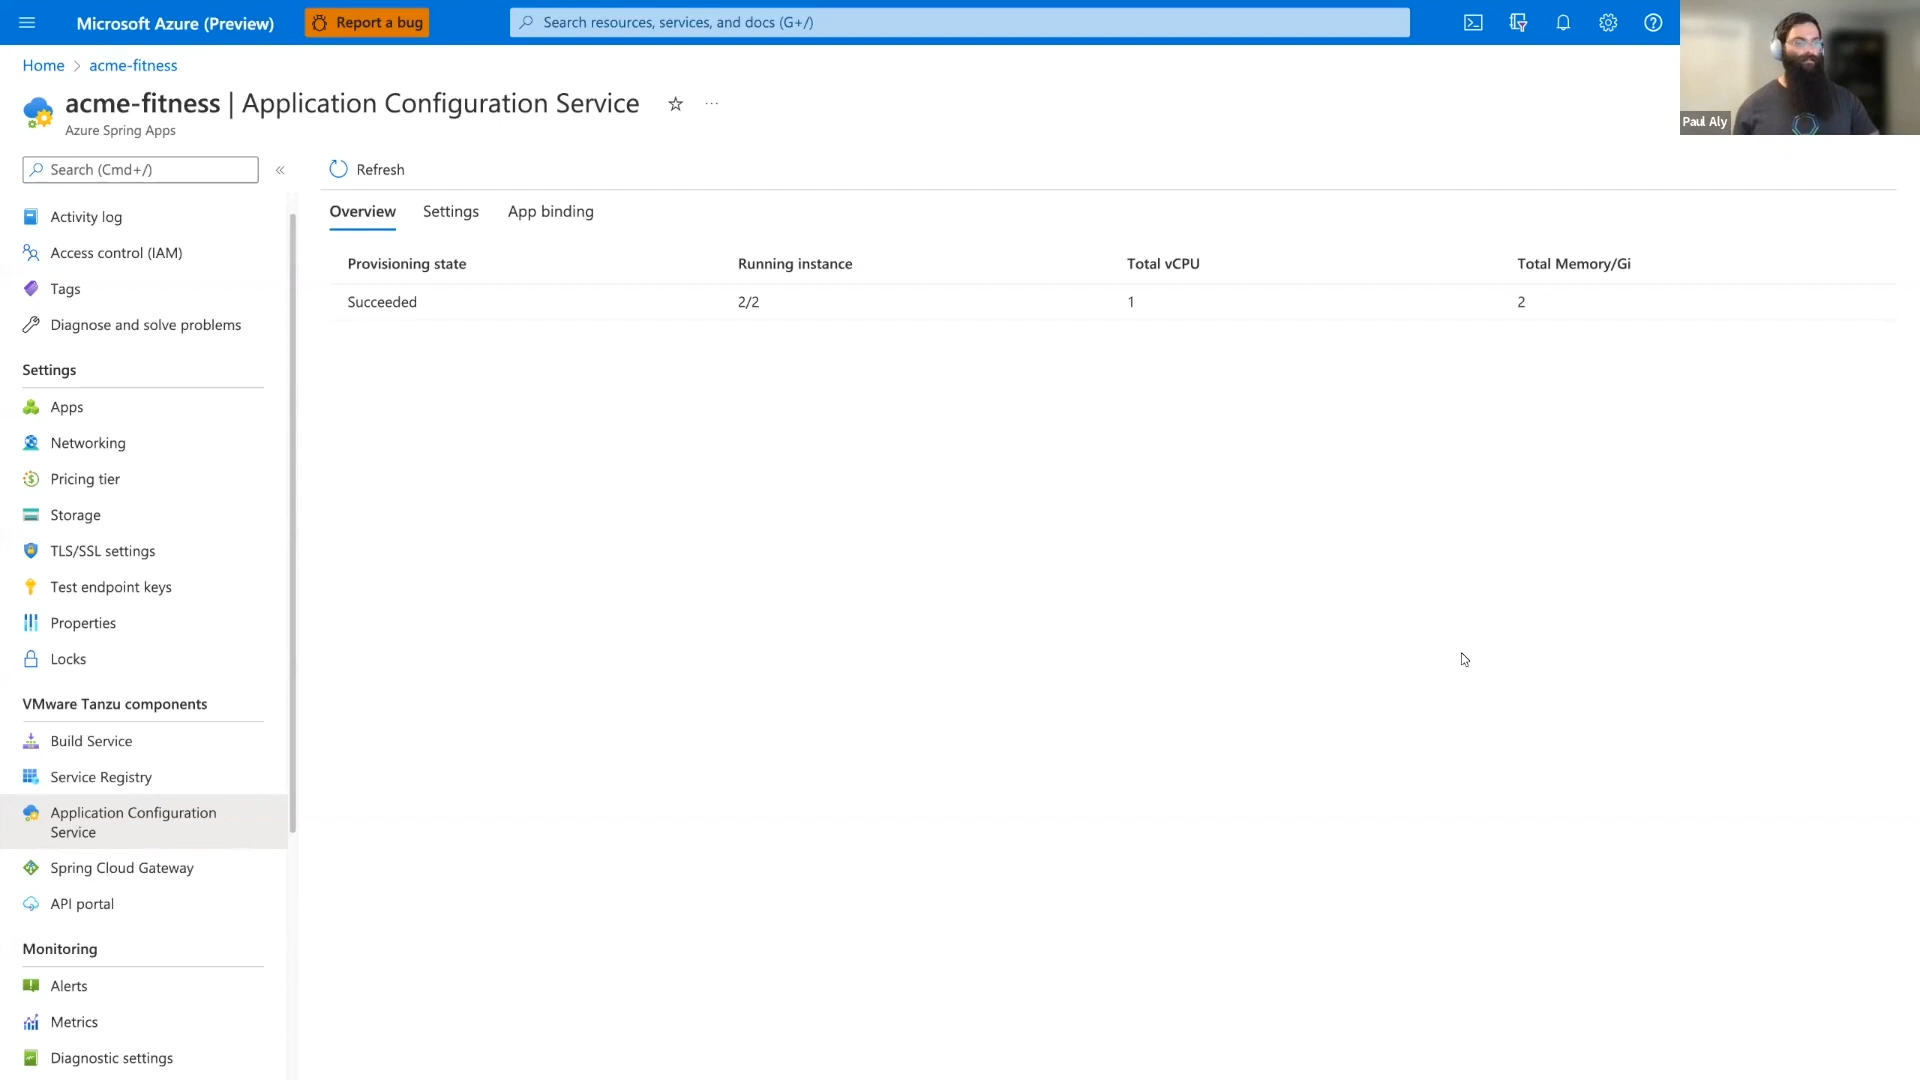 Microsoft Azure (Preview)
Report a bug
Search resources, services, and docs (G+/)
Paul Aly
Home > acme-fitness
acme-fitness | Application Configuration Service
Azure Spring Apps
Search (Cmd+/)
«
Refresh
Activity log
Access control (IAM)
Tags
Diagnose and solve problems
Settings
Apps
Networking
Pricing tier
Storage
TLS/SSL settings
Test endpoint keys
Properties
Locks
VMware Tanzu components
Build Service
Service Registry
Application Configuration
Service
Spring Cloud Gateway
API portal
Monitoring
Alerts
Metrics
Diagnostic settings
Overview Settings App binding
Provisioning state Running instance Total vCPU Total Memory/Gi
Succeeded 2/2 1 2